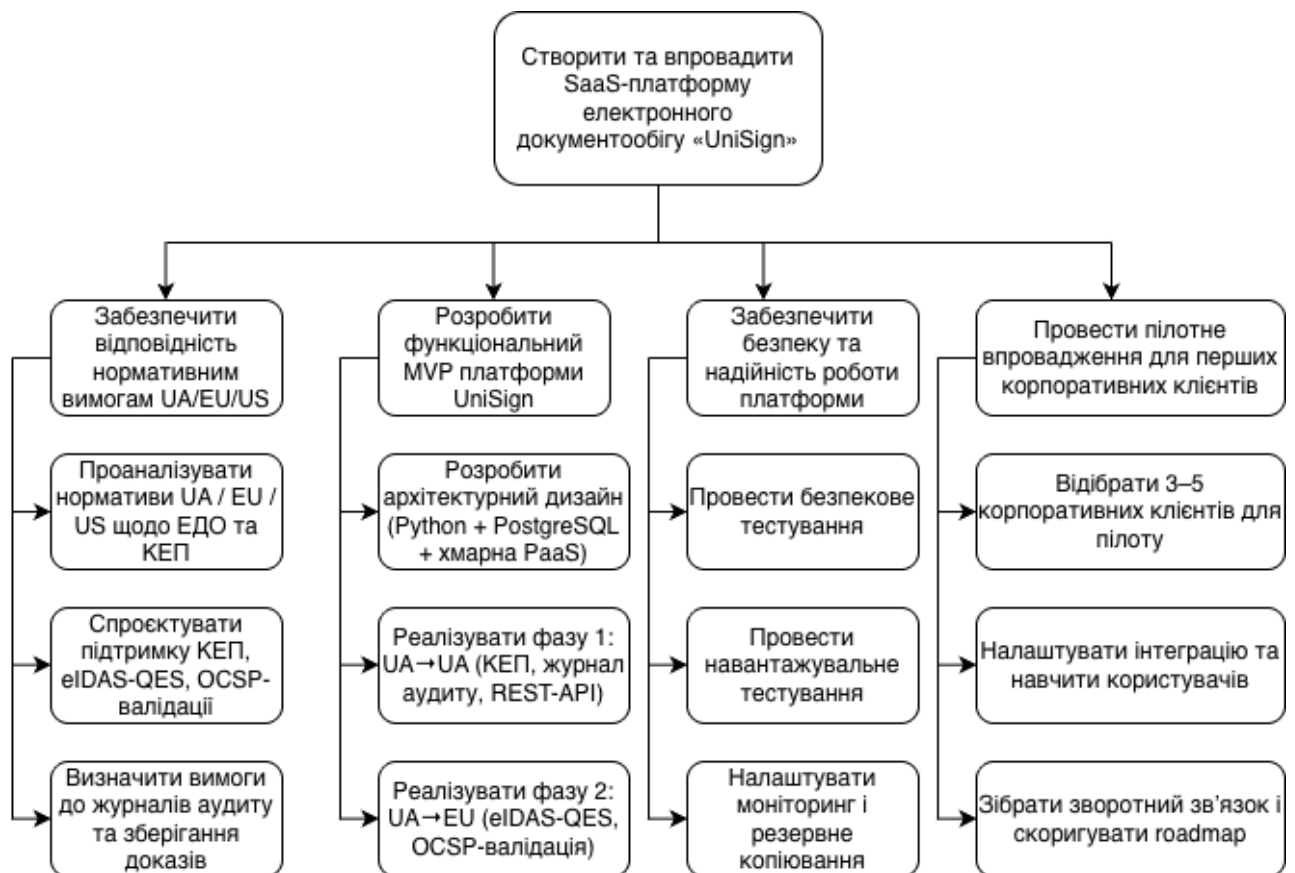 Створити та впровадити
SaaS-платформу
електронного
документообігу «UniSign»
Забезпечити
відповідність
нормативним
вимогам UA/EU/US
Проаналізувати
нормативи UA / EU /
US щодо ЕДО та
КЕП
Спроєктувати
підтримку КЕП,
eIDAS-QES, OCSP-
валідації
Визначити вимоги
до журналів аудиту
та зберігання
доказів
Розробити
функціональний
MVP платформи
UniSign
Розробити
архітектурний дизайн
(Python + PostgreSQL
+ хмарна PaaS)
Реалізувати фазу 1:
UA→UA (КЕП, журнал
аудиту, REST-API)
Реалізувати фазу 2:
UA→EU (eIDAS-QES,
OCSP-валідація)
Забезпечити
безпеку та
надійність роботи
платформи
Провести безпекове
тестування
Провести
навантажувальне
тестування
Налаштувати
моніторинг і
резервне
копіювання
Провести пілотне
впровадження для перших
корпоративних клієнтів
Відібрати 3–5
корпоративних клієнтів для
пілоту
Налаштувати інтеграцію та
навчити користувачів
Зібрати зворотний зв’язок і
скоригувати roadmap